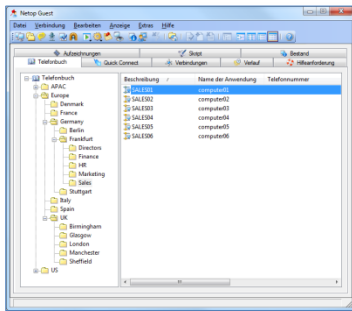 Netop Guest
Datei Verbindung Bearbeiten Anzeige Extras Hilfe
Aufzeichnungen Skript Bestand
Telefonbuch Quick Connect Verbindungen Verlauf Hilfeanforderung
Telefonbuch
APAC
Europe
Denmark
France
Germany
Berlin
Frankfurt
Directors
Finance
HR
Marketing
Sales
Stuttgart
Italy
Spain
UK
Birmingham
Glasgow
London
Manchester
Sheffield
US
Beschreibung / Name der Anwendung Telefonnummer
SALES01 computer01
SALES02 computer02
SALES03 computer03
SALES04 computer04
SALES05 computer05
SALES06 computer06